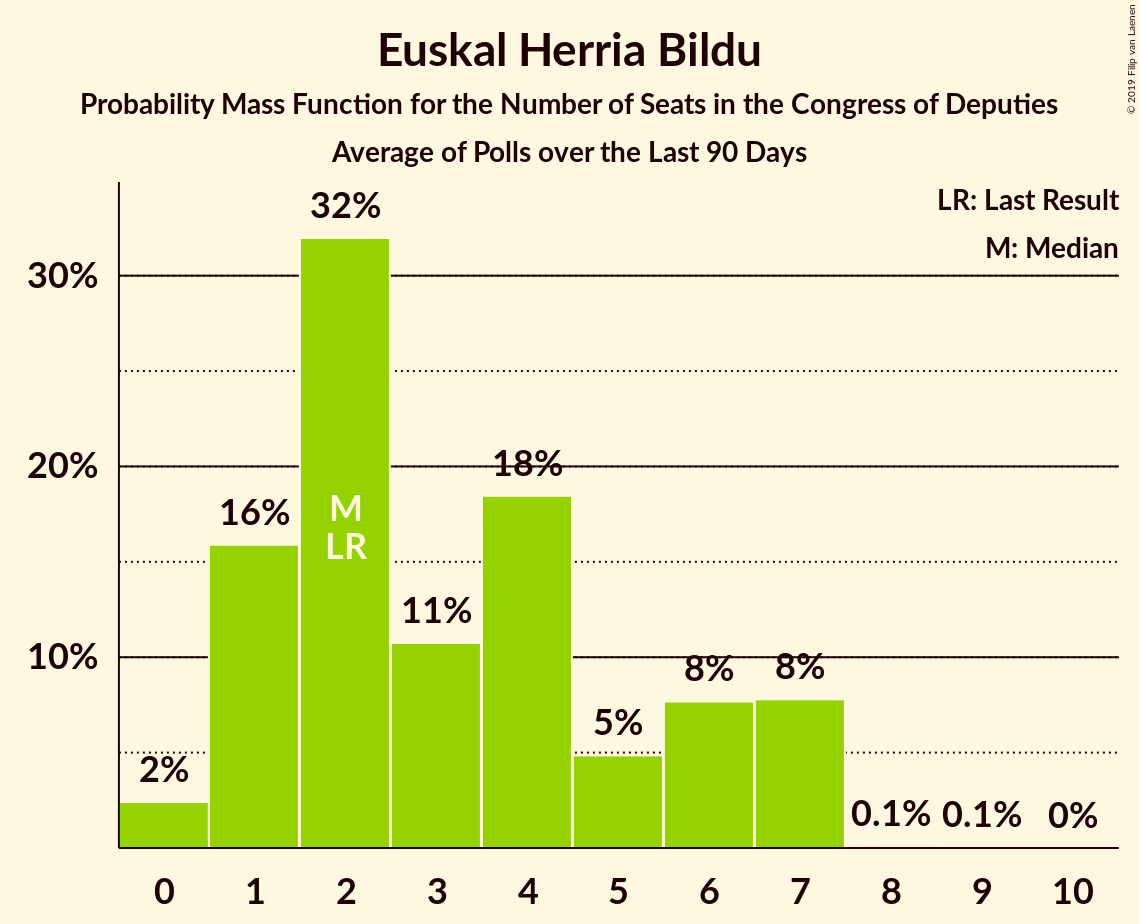 Euskal Herria Bildu
Probability Mass Function for the Number of Seats in the Congress of Deputies
Average of Polls over the Last 90 Days
© 2019 Filip van Laenen
LR: Last Result
M: Median
30%
20%
10%
2%
16%
32%
M
LR
11%
18%
5%
8%
8%
0.1%
0.1%
0%
0 1 2 3 4 5 6 7 8 9 10